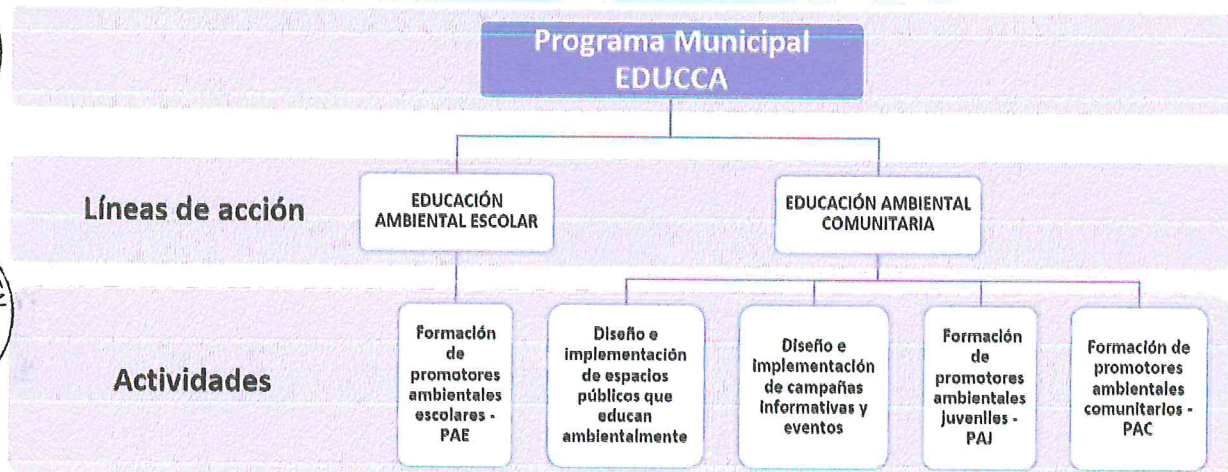 Programa Municipal
EDUCCA
Líneas de acción
EDUCACIÓN
AMBIENTAL ESCOLAR
EDUCACIÓN AMBIENTAL
COMUNITARIA
Actividades
Formación
de
promotores
ambientales
escolares -
PAE
Diseño e
implementación
de espacios
públicos que
educan
ambientalmente
Diseño e
implementación
de campañas
informativas y
eventos
Formación
de
promotores
ambientales
juveniles -
PAJ
Formación de
promotores
ambientales
comunitarios -
PAC